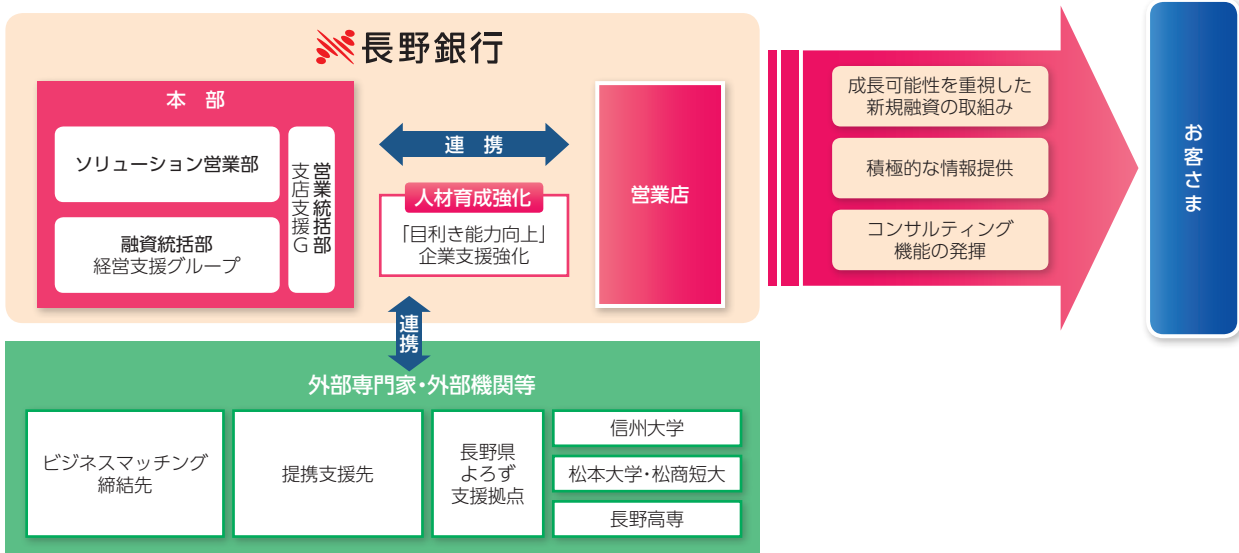 長野銀行
本部
ソリューション営業部
融資統括部
経営支援グループ
営業統括部
支店支援G
連携
人材育成強化
「目利き能力向上」
企業支援強化
営業店
連携
外部専門家・外部機関等
ビジネスマッチング
締結先
提携支援先
長野県
よろず
支援拠点
信州大学
松本大学・松商短大
長野高専
成長可能性を重視した
新規融資の取組み
積極的な情報提供
コンサルティング
機能の発揮
お客さま